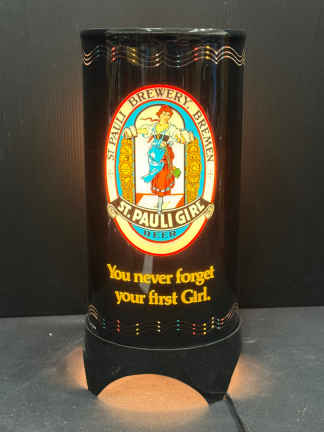 ST. PAULI BREWERY, BREMEN
ST. PAULI GIRL
BEER
You never forget
your first Girl.